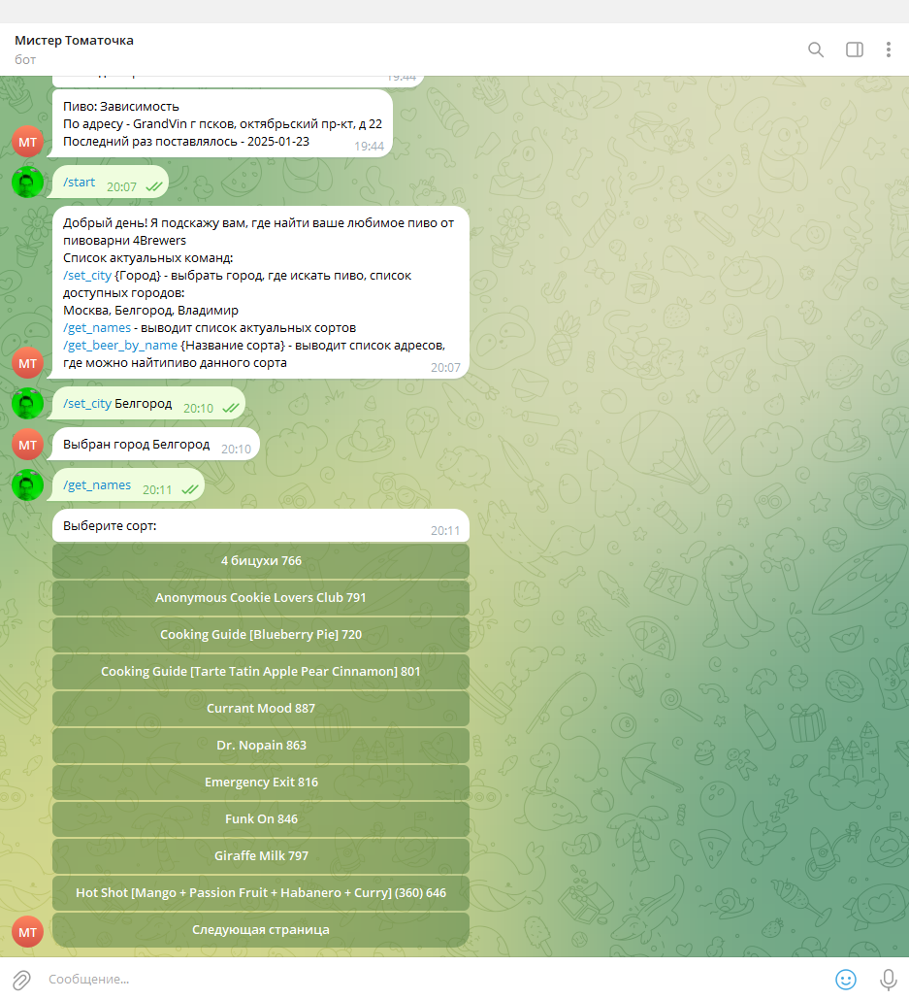 Мистер Томаточка
бот
19:44
Пиво: Зависимость
По адресу - GrandVin г псков, октябрьский пр-кт, д 22
Последний раз поставлялось - 2025-01-23
19:44
МТ
/start 20:07
Добрый день! Я подскажу вам, где найти ваше любимое пиво от
пивоварни 4Brewers
Список актуальных команд:
/set_city {Город} - выбрать город, где искать пиво, список
доступных городов:
Москва, Белгород, Владимир
/get_names - выводит список актуальных сортов
/get_beer_by_name {Название сорта} - выводит список адресов,
где можно найтипиво данного сорта
20:07
МТ
/set_city Белгород 20:10
МТ
Выбран город Белгород 20:10
/get_names 20:11
Выберите сорт:
20:11
4 бицухи 766
Anonymous Cookie Lovers Club 791
Cooking Guide [Blueberry Pie] 720
Cooking Guide [Tarte Tatin Apple Pear Cinnamon] 801
Currant Mood 887
Dr. Nopain 863
Emergency Exit 816
Funk On 846
Giraffe Milk 797
Hot Shot [Mango + Passion Fruit + Habanero + Curry] (360) 646
Следующая страница
МТ
Сообщение...